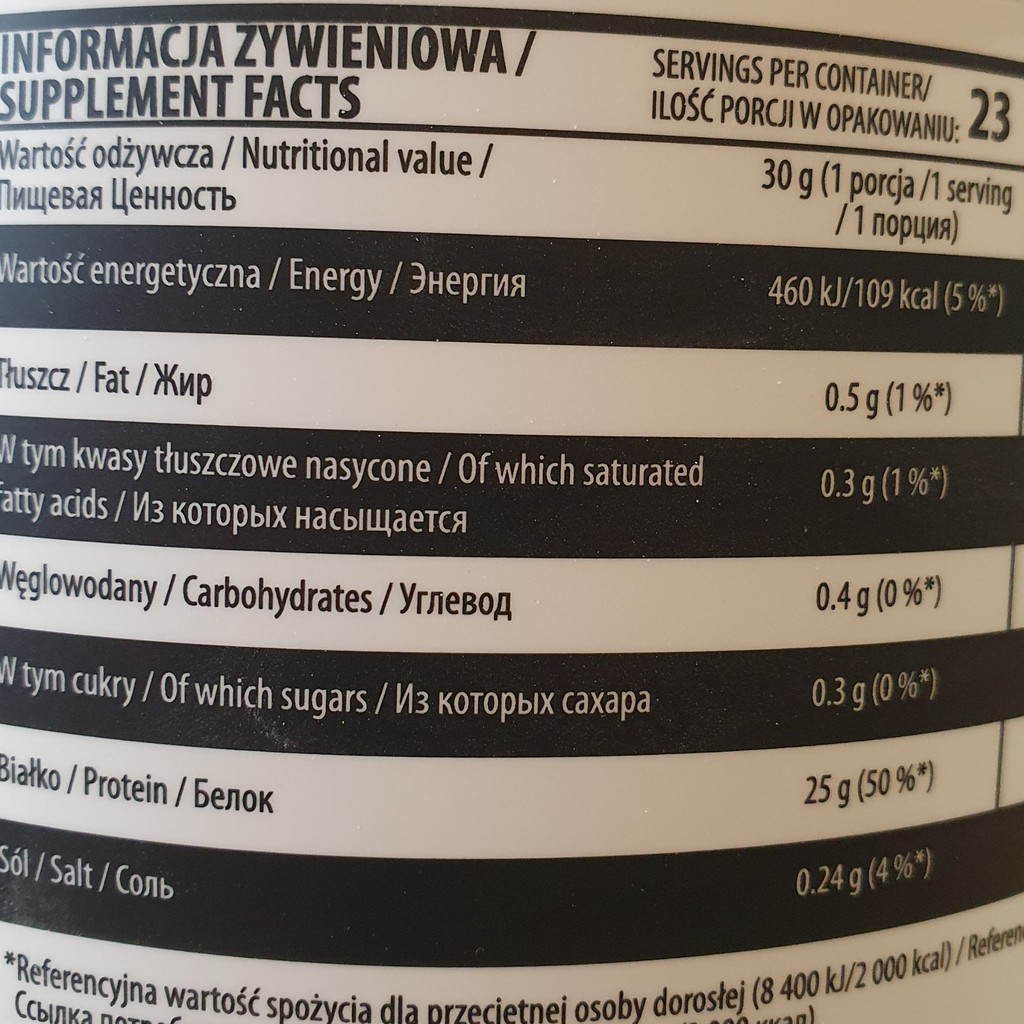 INFORMACJA ŻYWIENIOWA /
SUPPLEMENT FACTS
SERVINGS PER CONTAINER/
ILOŚĆ PORCJI W OPAKOWANIU: 23
Wartość odżywcza / Nutritional value /
Пищевая Ценность
30 g (1 porcja /1 serving
/ 1 порция)
Wartość energetyczna / Energy / Энергия 460 kJ/109 kcal (5 %*)
Tłuszcz / Fat / Жир 0.5 g (1 %*)
W tym kwasy tłuszczowe nasycone / Of which saturated
fatty acids / Из которых насыщается 0.3 g (1 %*)
Węglowodany / Carbohydrates / Углевод 0.4 g (0 %*)
W tym cukry / Of which sugars / Из которых сахара 0.3 g (0 %*)
Białko / Protein / Белок 25 g (50 %*)
Sól / Salt / Соль 0.24 g (4 %*)
*Referencyjna wartość spożycia dla przeciętnej osoby dorosłej (8 400 kJ/2 000 kcal) /
Ссылка